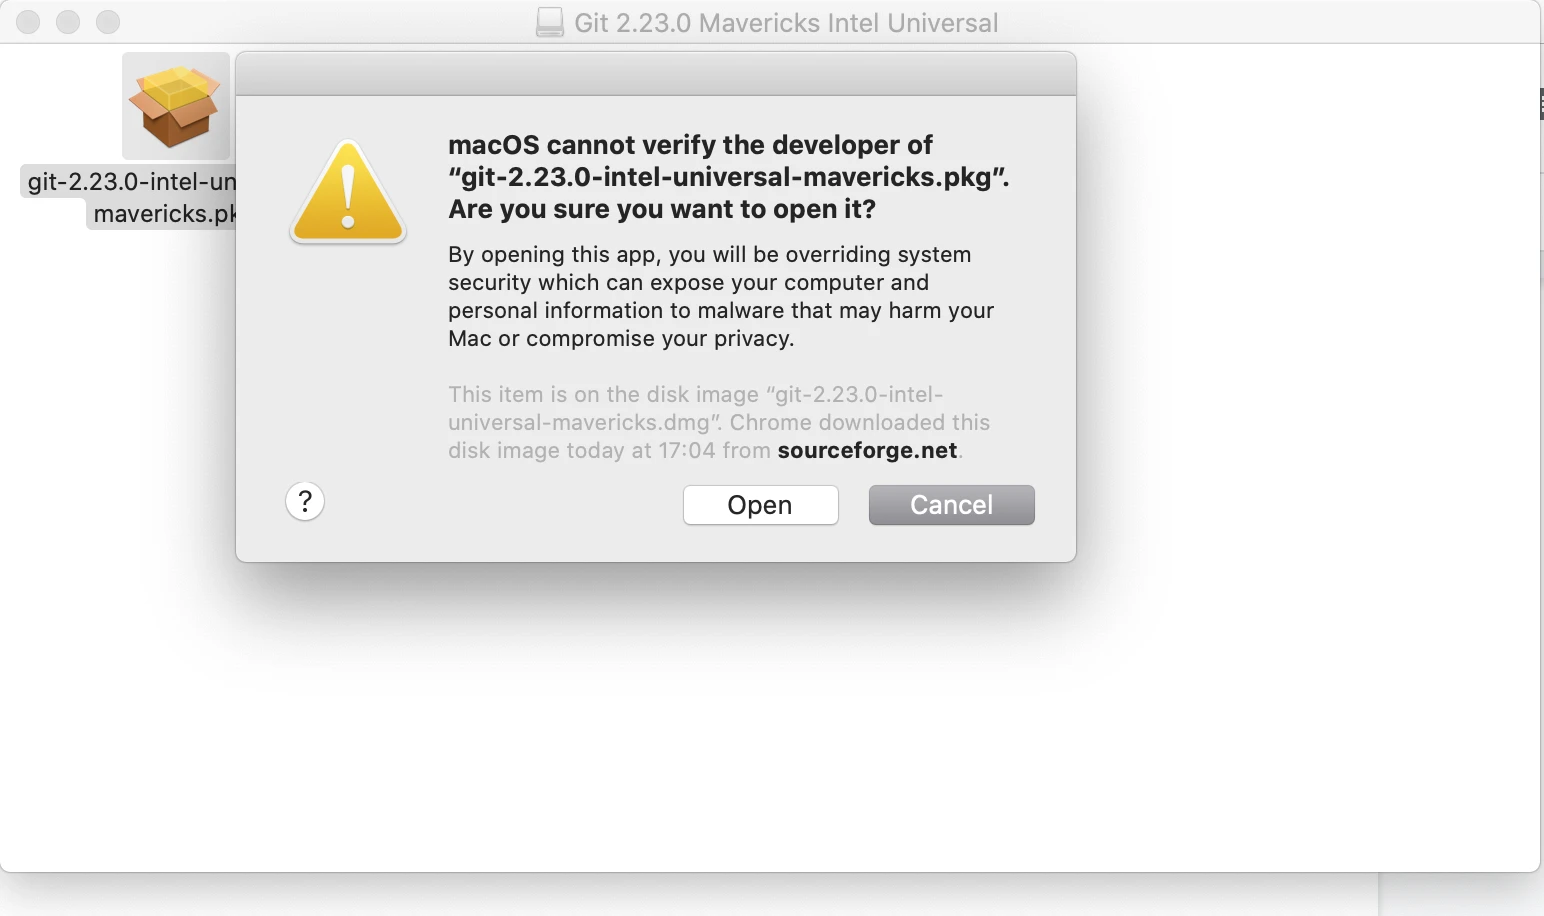 Git 2.23.0 Mavericks Intel Universal
git-2.23.0-intel-un
mavericks.pk
macOS cannot verify the developer of
“git-2.23.0-intel-universal-mavericks.pkg”.
Are you sure you want to open it?
By opening this app, you will be overriding system
security which can expose your computer and
personal information to malware that may harm your
Mac or compromise your privacy.
This item is on the disk image “git-2.23.0-intel-
universal-mavericks.dmg”. Chrome downloaded this
disk image today at 17:04 from sourceforge.net.
?
Open
Cancel